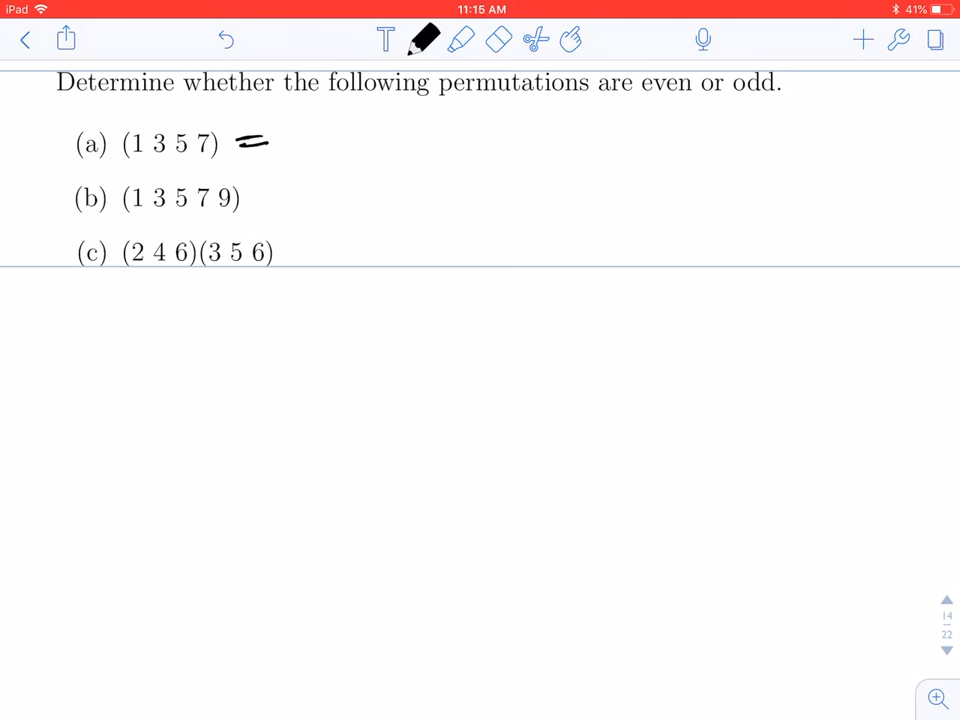 iPad 11:15 AM 41%
T
Determine whether the following permutations are even or odd.
(a) (1 3 5 7) =
(b) (1 3 5 7 9)
(c) (2 4 6)(3 5 6)
14
22